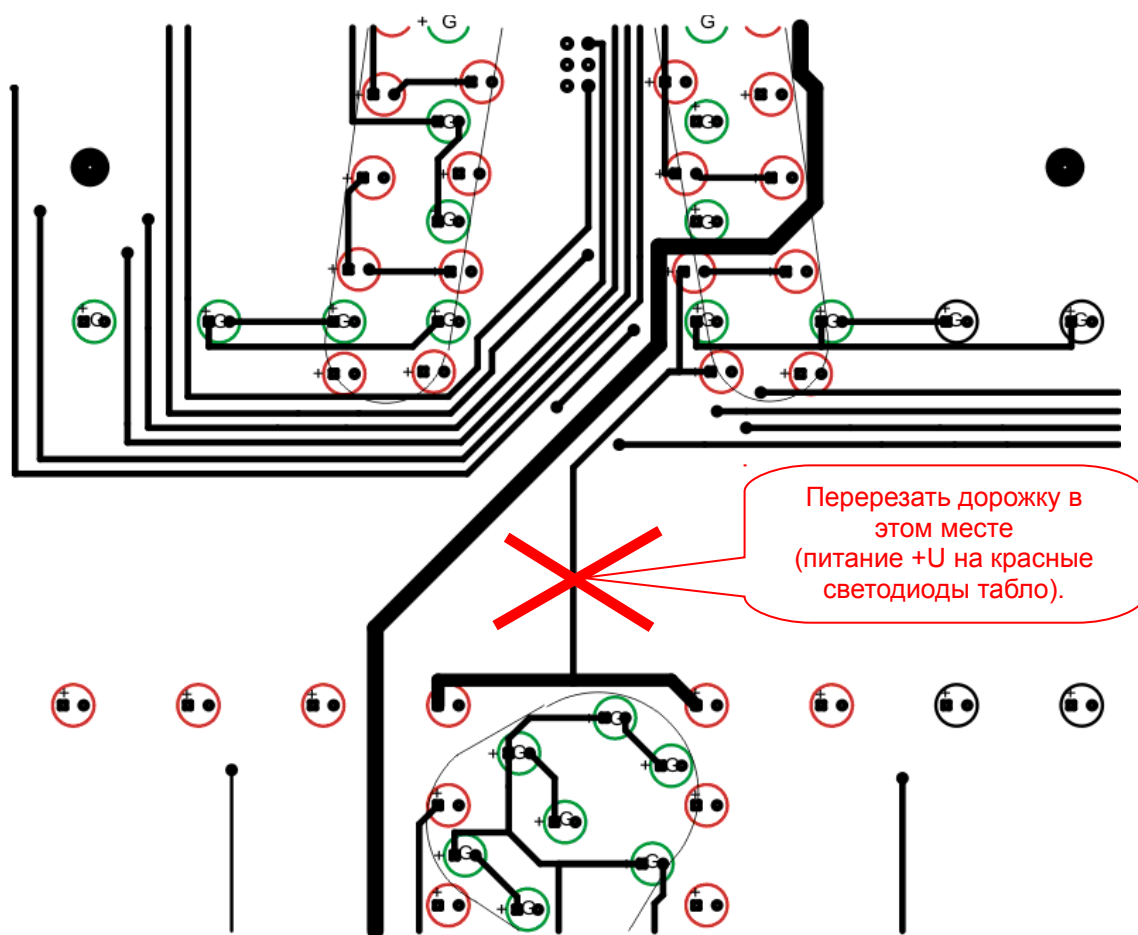 + G
G G
G G
G G G G G G G G
Перерезать дорожку в
этом месте
(питание +U на красные
светодиоды табло).
G
G
G
G
G
G
G